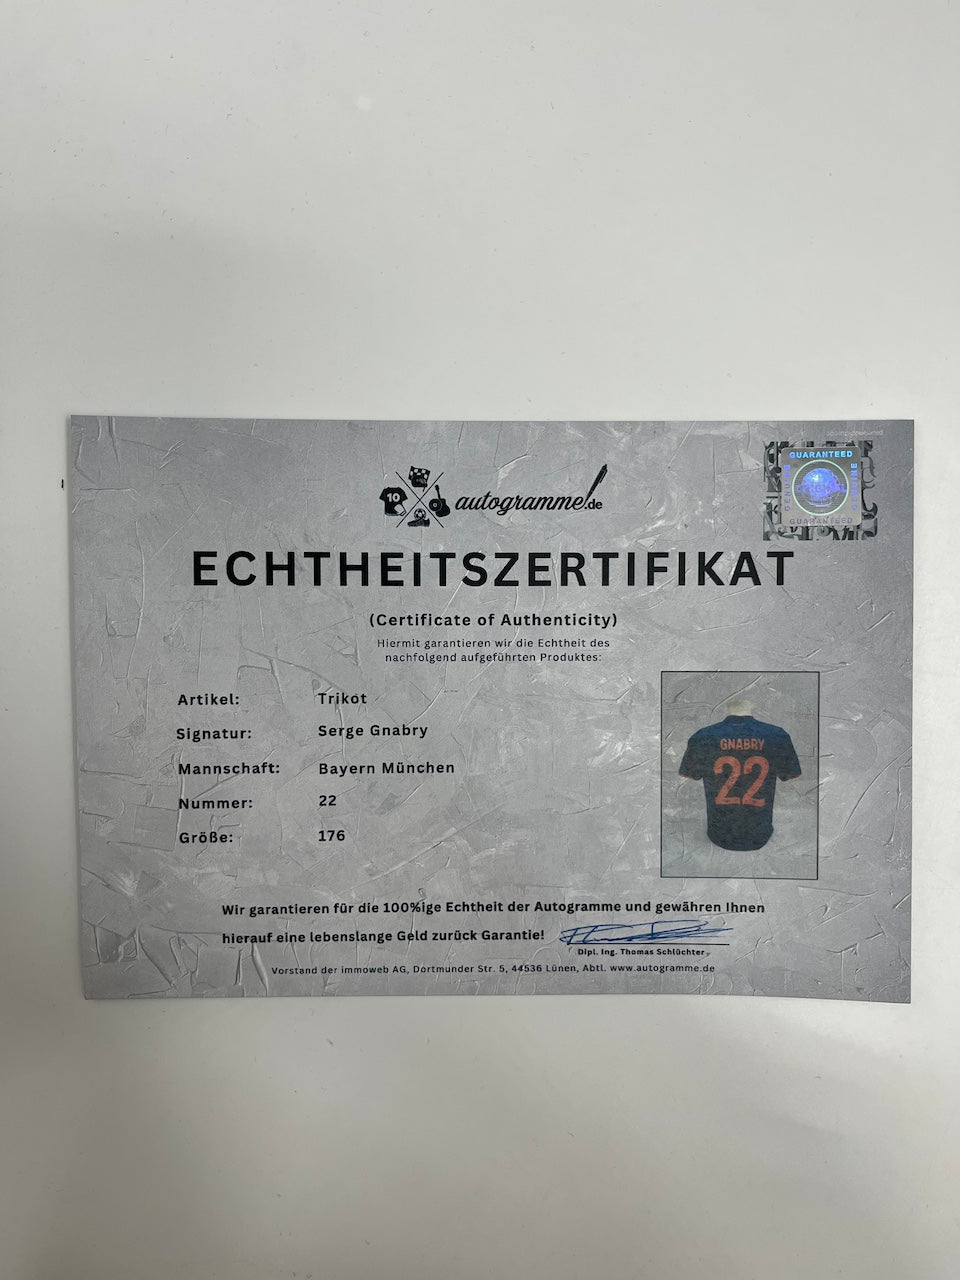 GUARANTEED
GENUINE
GENUINE
GUARANTEED
10
autogramme.de
ECHTHEITSZERTIFIKAT
(Certificate of Authenticity)
Hiermit garantieren wir die Echtheit des
nachfolgend aufgeführten Produktes:
Artikel: Trikot
Signatur: Serge Gnabry
Mannschaft: Bayern München
Nummer: 22
Größe: 176
GNABRY
22
Wir garantieren für die 100%ige Echtheit der Autogramme und gewähren Ihnen
hierauf eine lebenslange Geld zurück Garantie!
Dipl. Ing. Thomas Schlüchter
Vorstand der immoweb AG, Dortmunder Str. 5, 44536 Lünen, Abtl. www.autogramme.de